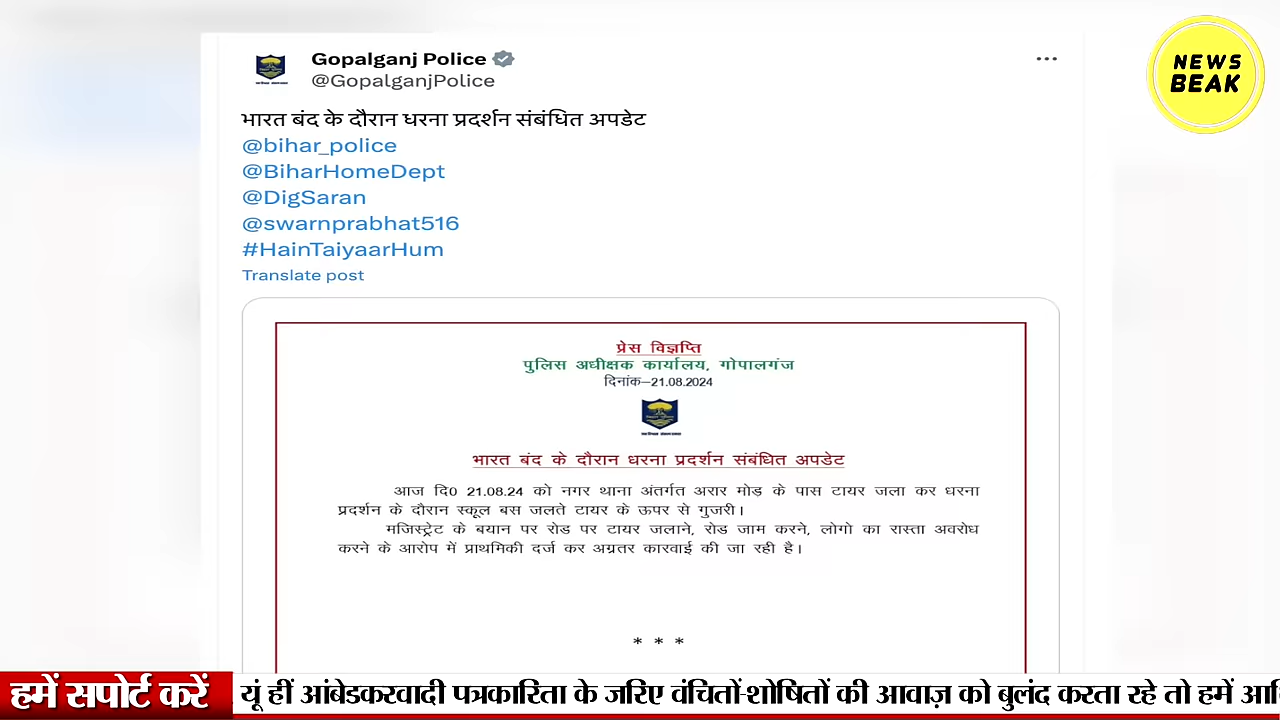 Gopalganj Police
@GopalganjPolice
NEWS
BEAK
भारत बंद के दौरान धरना प्रदर्शन संबंधित अपडेट
@bihar_police
@BiharHomeDept
@DigSaran
@swarnprabhat516
#HainTaiyaarHum
Translate post
प्रेस विज्ञप्ति
पुलिस अधीक्षक कार्यालय, गोपालगंज
दिनांक–21.08.2024
भारत बंद के दौरान धरना प्रदर्शन संबंधित अपडेट
आज दि0 21.08.24 को नगर थाना अंतर्गत अरार मोड़ के पास टायर जला कर धरना
प्रदर्शन के दौरान स्कूल बस जलते टायर के ऊपर से गुजरी।
मजिस्ट्रेट के बयान पर रोड पर टायर जलाने, रोड जाम करने, लोगो का रास्ता अवरोध
करने के आरोप में प्राथमिकी दर्ज कर अग्रतर कारवाई की जा रही है।
* * *
हमें सपोर्ट करें यूं हीं आंबेडकरवादी पत्रकारिता के जरिए वंचितों-शोषितों की आवाज़ को बुलंद करता रहे तो हमें